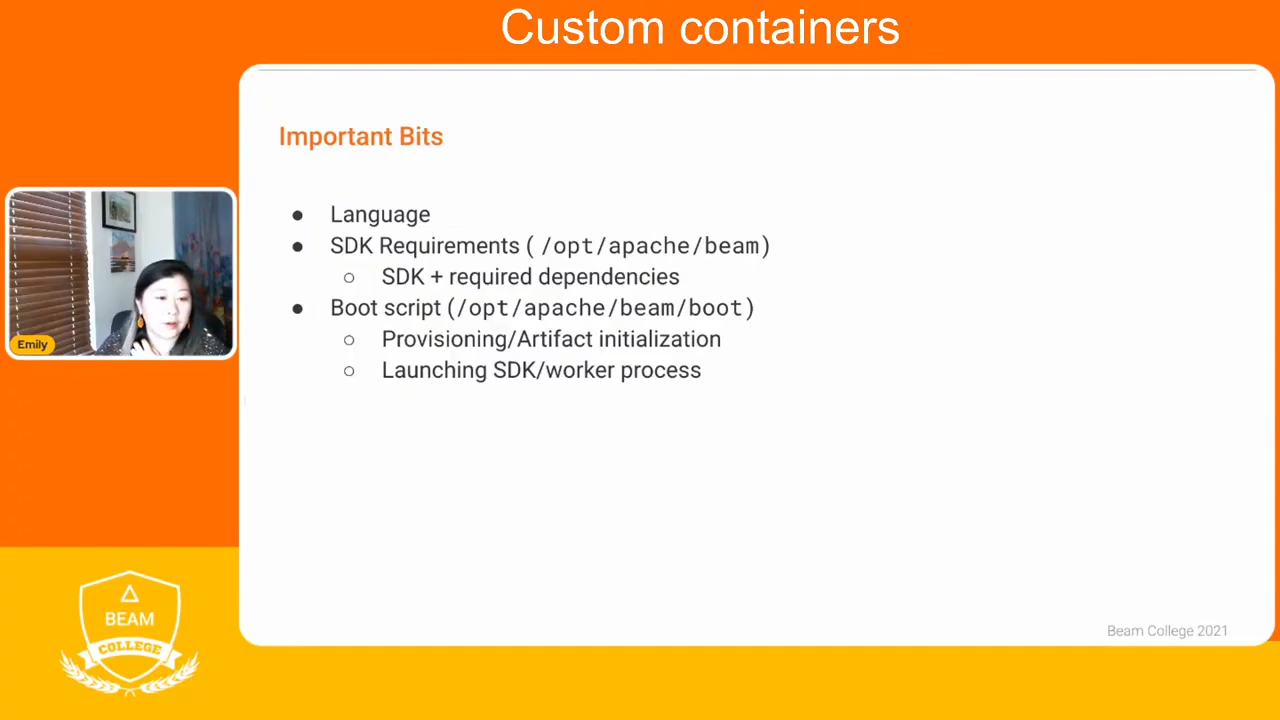 Custom containers
Important Bits
● Language
● SDK Requirements ( /opt/apache/beam)
○ SDK + required dependencies
● Boot script (/opt/apache/beam/boot)
○ Provisioning/Artifact initialization
○ Launching SDK/worker process
Emily
BEAM
COLLEGE
Beam College 2021